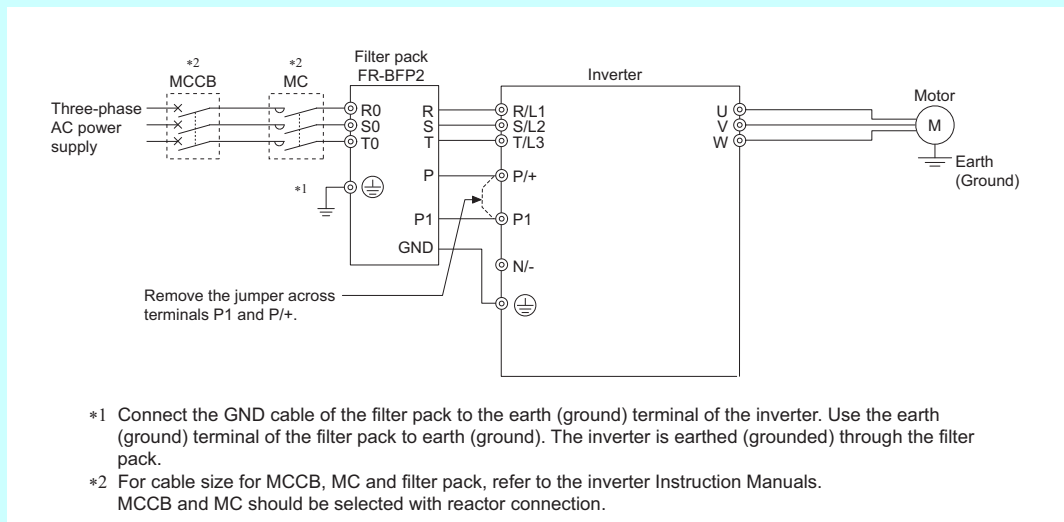 Filter pack
FR-BFP2
*2
MCCB
*2
MC
Inverter
Motor
Three-phase
AC power
supply
R0
S0
T0
R
S
T
R/L1
S/L2
T/L3
U
V
W
M
Earth
(Ground)
*1
P
P/+
P1
P1
GND
N/-
Remove the jumper across
terminals P1 and P/+.
*1 Connect the GND cable of the filter pack to the earth (ground) terminal of the inverter. Use the earth
(ground) terminal of the filter pack to earth (ground). The inverter is earthed (grounded) through the filter
pack.
*2 For cable size for MCCB, MC and filter pack, refer to the inverter Instruction Manuals.
MCCB and MC should be selected with reactor connection.